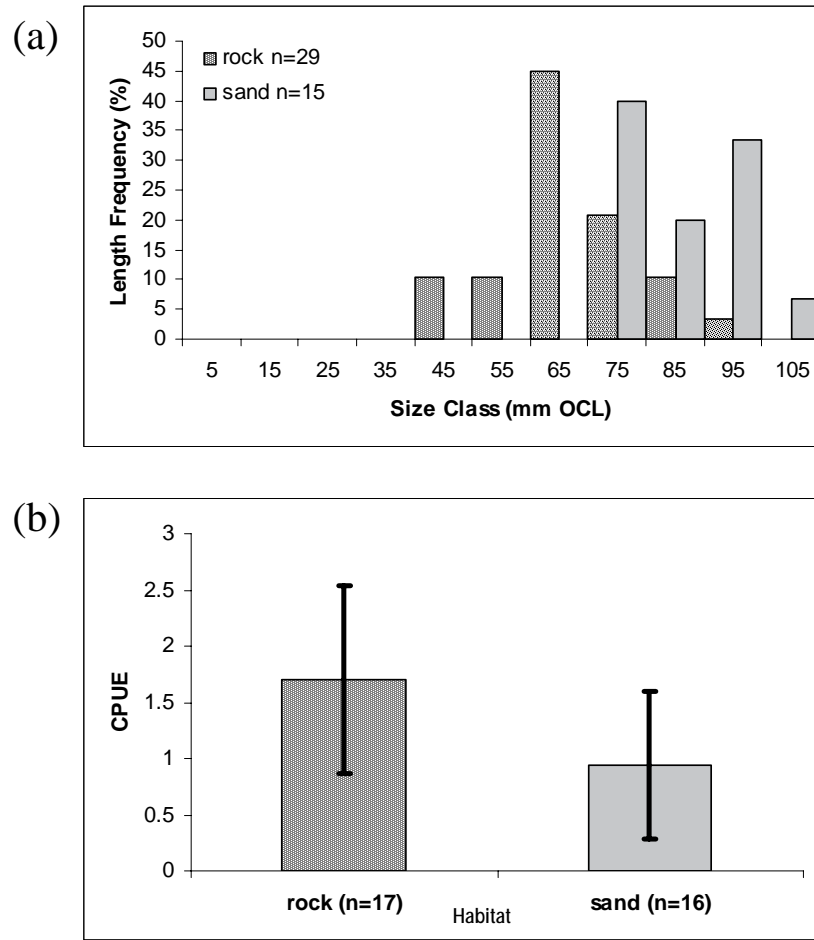 (a)
50
45
40
35
30
25
20
15
10
5
0
Length Frequency (%)
rock n=29
sand n=15
5 15 25 35 45 55 65 75 85 95 105
Size Class (mm OCL)
(b)
3
2.5
2
1.5
1
0.5
0
CPUE
rock (n=17) sand (n=16)
Habitat